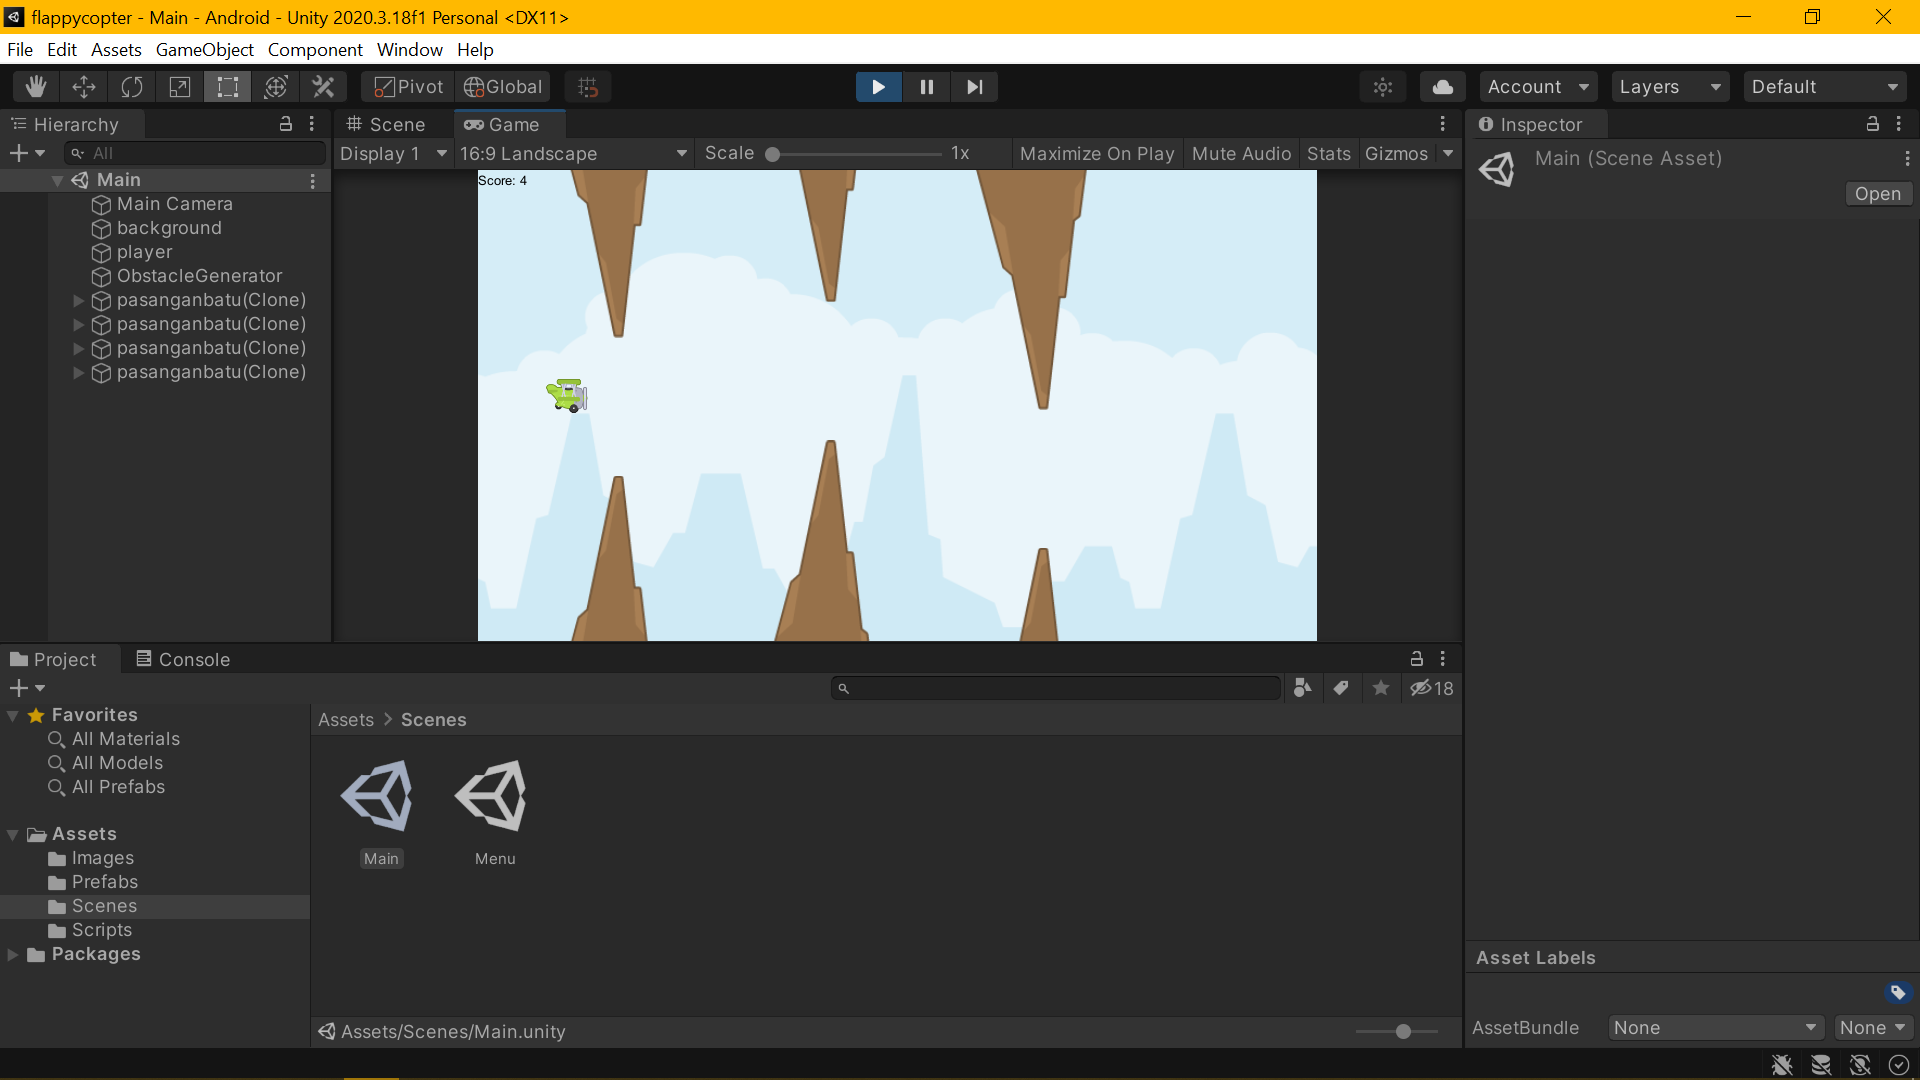 flappycopter - Main - Android - Unity 2020.3.18f1 Personal <DX11>
File Edit Assets GameObject Component Window Help
Pivot Global Account Layers Default
Hierarchy
All
Main
Main Camera
background
player
ObstacleGenerator
pasanganbatu(Clone)
pasanganbatu(Clone)
pasanganbatu(Clone)
pasanganbatu(Clone)
Scene Game
Display 1 16:9 Landscape Scale 1x Maximize On Play Mute Audio Stats Gizmos
Score: 4
Inspector
Main (Scene Asset)
Open
Project Console
18
Favorites
All Materials
All Models
All Prefabs
Assets
Images
Prefabs
Scenes
Scripts
Packages
Assets > Scenes
Main Menu
Assets/Scenes/Main.unity
Asset Labels
AssetBundle None None